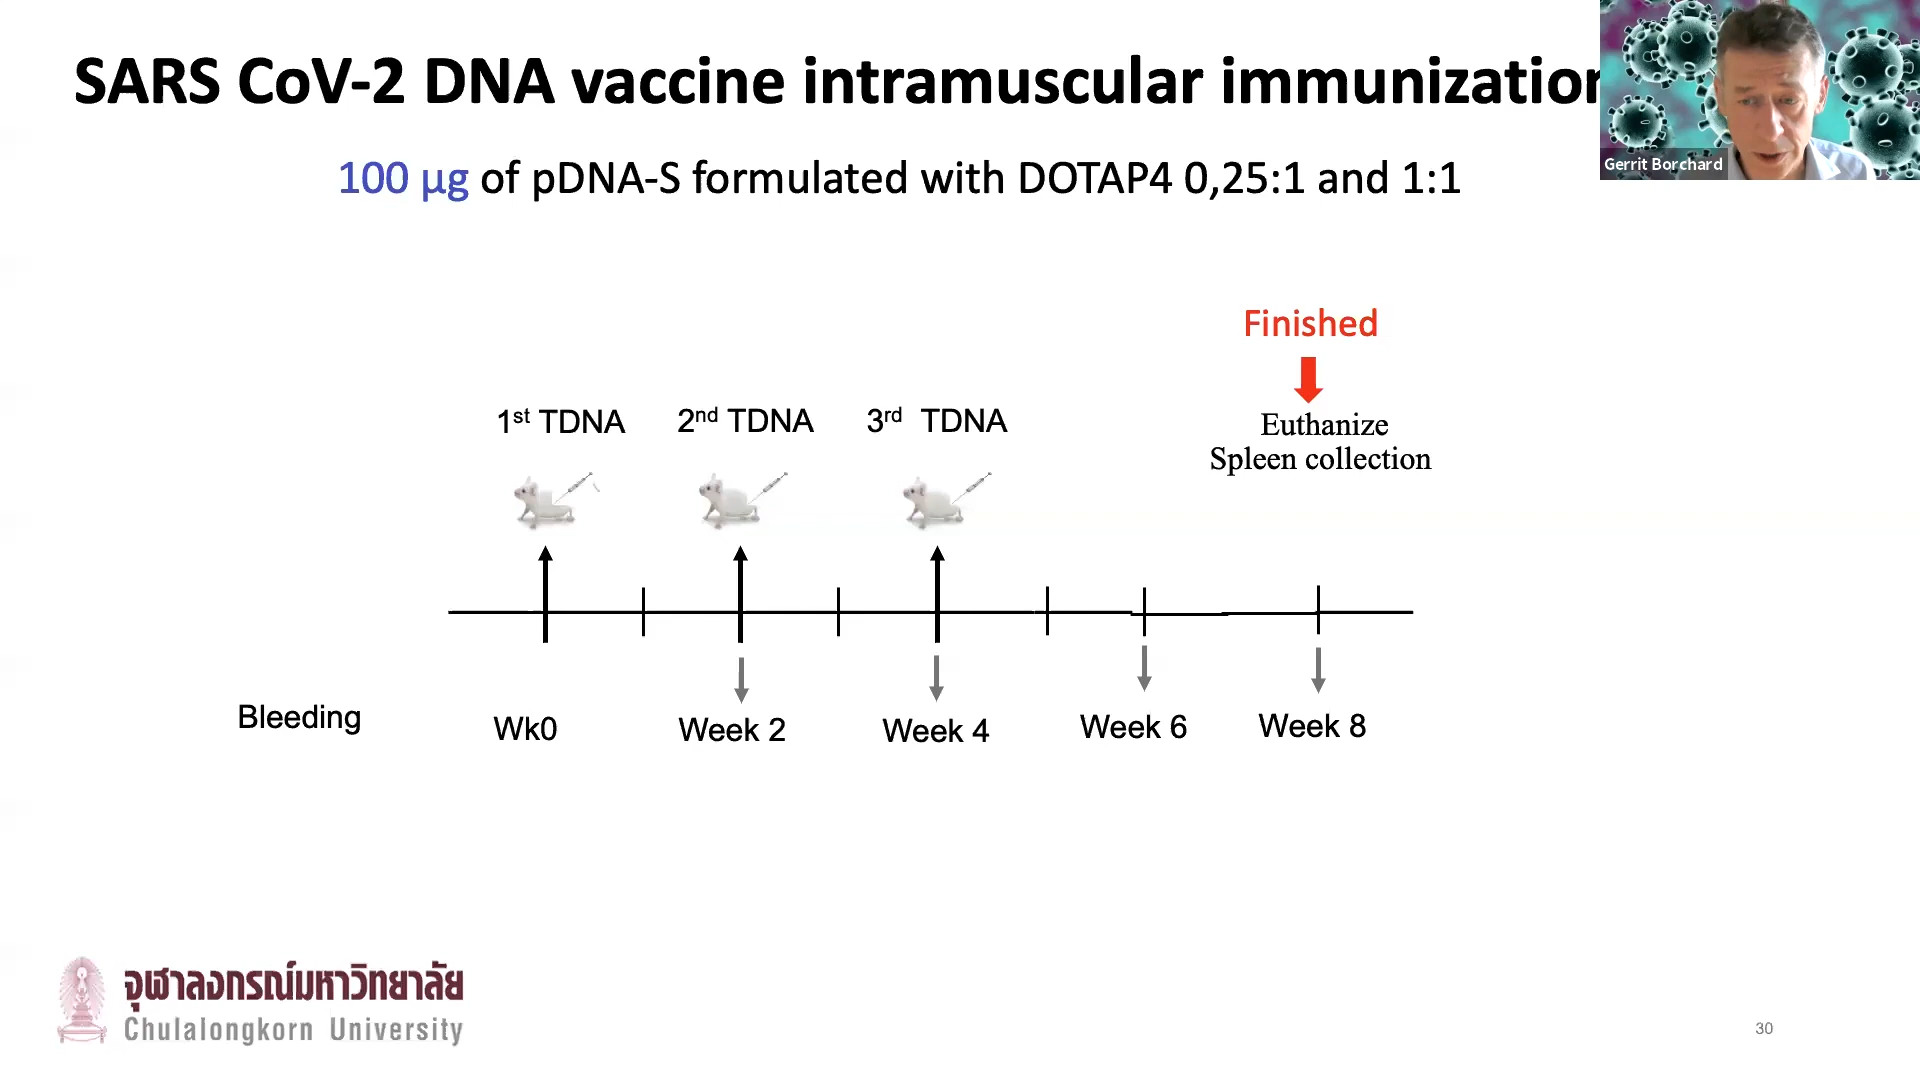 SARS CoV-2 DNA vaccine intramuscular immunization
100 µg of pDNA-S formulated with DOTAP4 0,25:1 and 1:1
Gerrit Borchard
Finished
Euthanize
Spleen collection
1st TDNA
2nd TDNA
3rd TDNA
Bleeding
Wk0
Week 2
Week 4
Week 6
Week 8
จุฬาลงกรณ์มหาวิทยาลัย
Chulalongkorn University
30